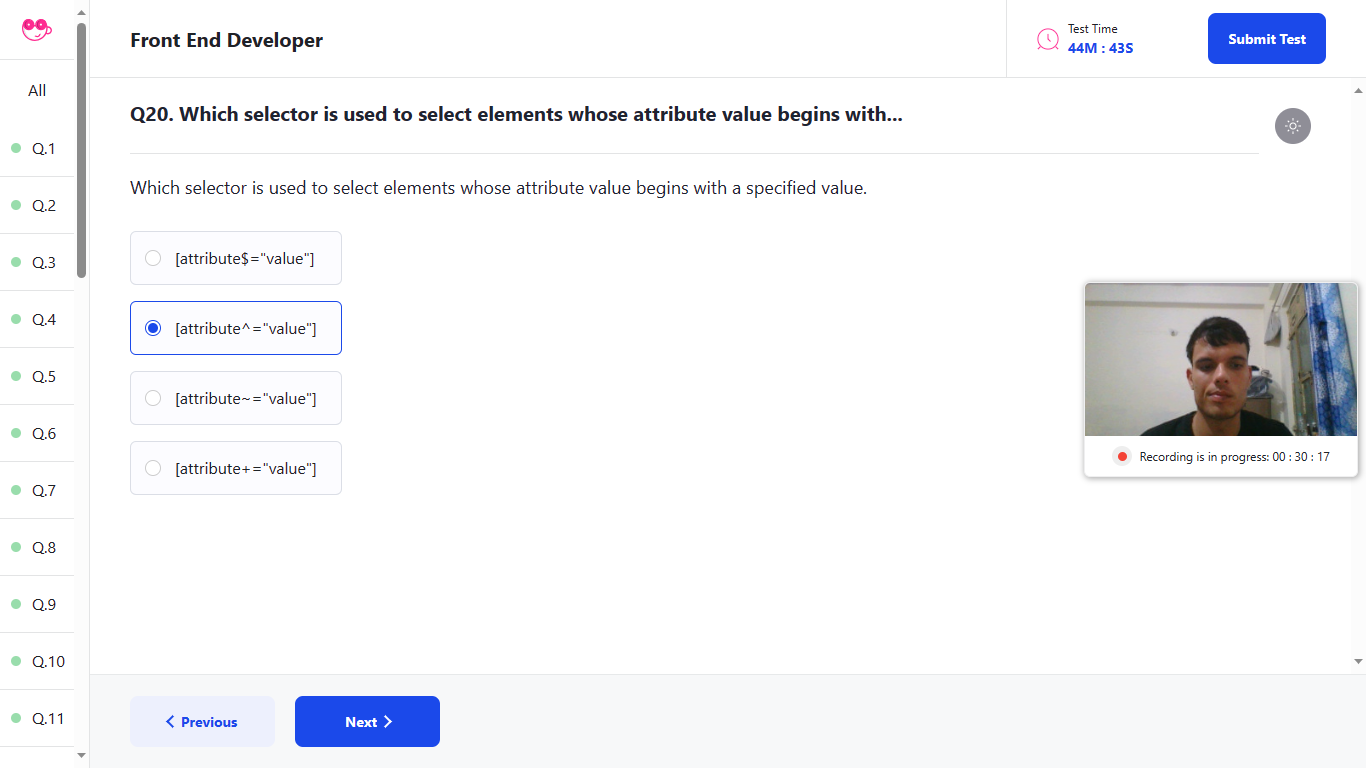 Front End Developer
Test Time
44M : 43S
Submit Test
All
Q.1
Q.2
Q.3
Q.4
Q.5
Q.6
Q.7
Q.8
Q.9
Q.10
Q.11
Q20. Which selector is used to select elements whose attribute value begins with...
Which selector is used to select elements whose attribute value begins with a specified value.
[attribute$="value"]
[attribute^="value"]
[attribute~="value"]
[attribute+="value"]
Recording is in progress: 00 : 30 : 17
Previous
Next